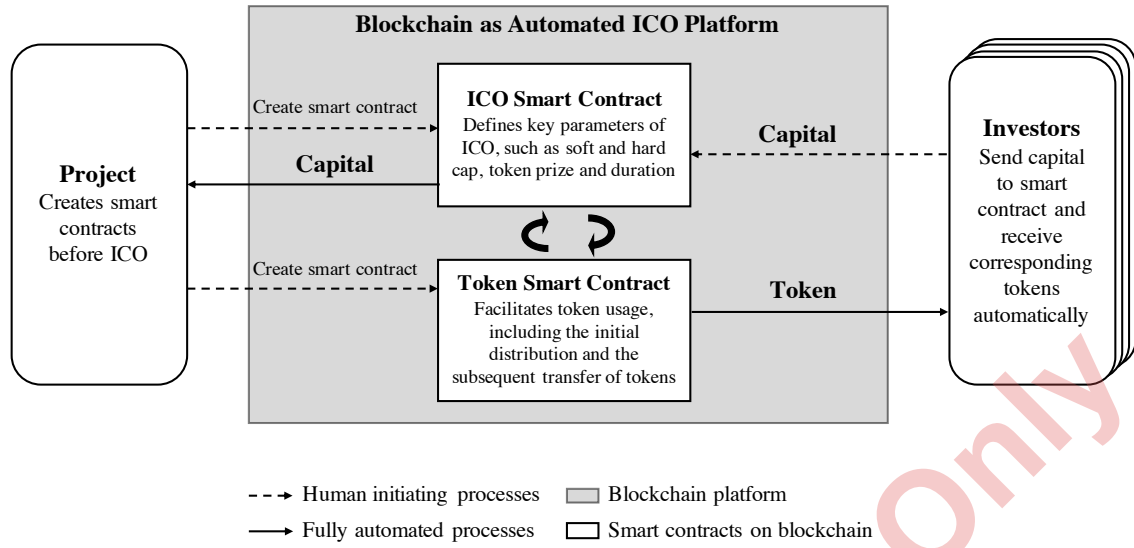 Blockchain as Automated ICO Platform
Project
Creates smart
contracts
before ICO
Create smart contract
Capital
Create smart contract
ICO Smart Contract
Defines key parameters of
ICO, such as soft and hard
cap, token prize and duration
Token Smart Contract
Facilitates token usage,
including the initial
distribution and the
subsequent transfer of tokens
Capital
Token
Investors
Send capital
to smart
contract and
receive
corresponding
tokens
automatically
Human initiating processes
Blockchain platform
Fully automated processes
Smart contracts on blockchain
Only